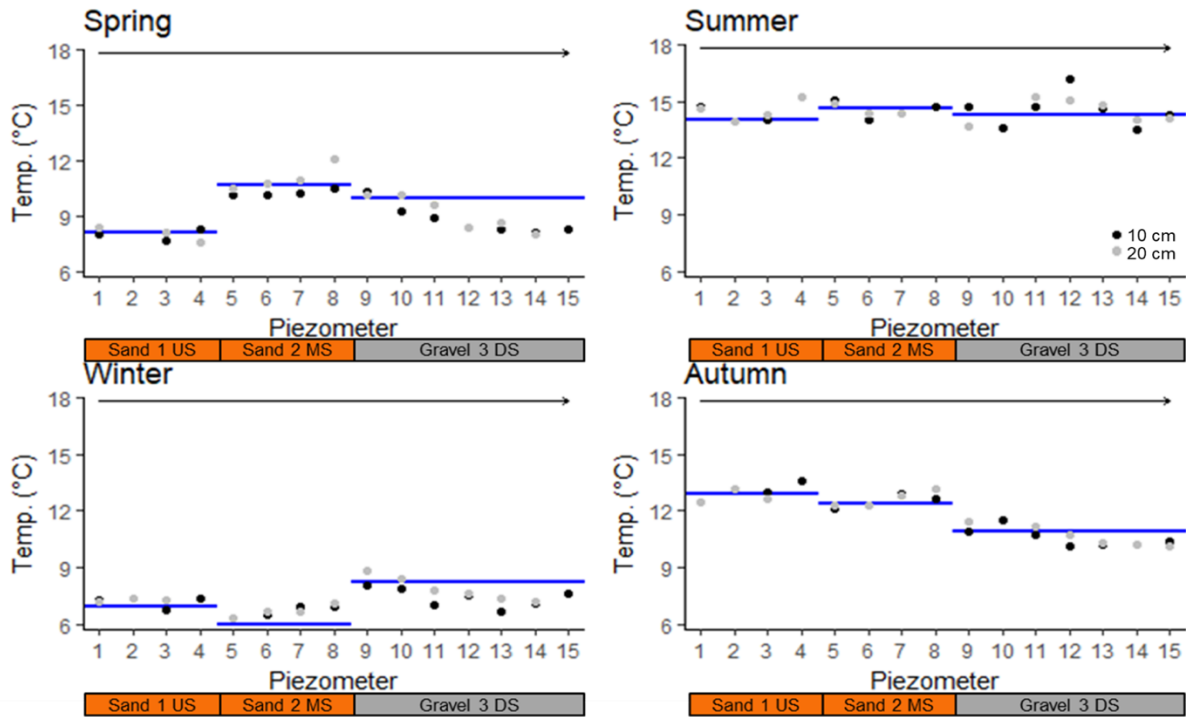 Spring
18
15
12
9
6
Temp. (°C)
1 2 3 4 5 6 7 8 9 10 11 12 13 14 15
Piezometer
Sand 1 US Sand 2 MS Gravel 3 DS
Summer
18
15
12
9
6
Temp. (°C)
10 cm
20 cm
1 2 3 4 5 6 7 8 9 10 11 12 13 14 15
Piezometer
Sand 1 US Sand 2 MS Gravel 3 DS
Winter
18
15
12
9
6
Temp. (°C)
1 2 3 4 5 6 7 8 9 10 11 12 13 14 15
Piezometer
Sand 1 US Sand 2 MS Gravel 3 DS
Autumn
18
15
12
9
6
Temp. (°C)
1 2 3 4 5 6 7 8 9 10 11 12 13 14 15
Piezometer
Sand 1 US Sand 2 MS Gravel 3 DS